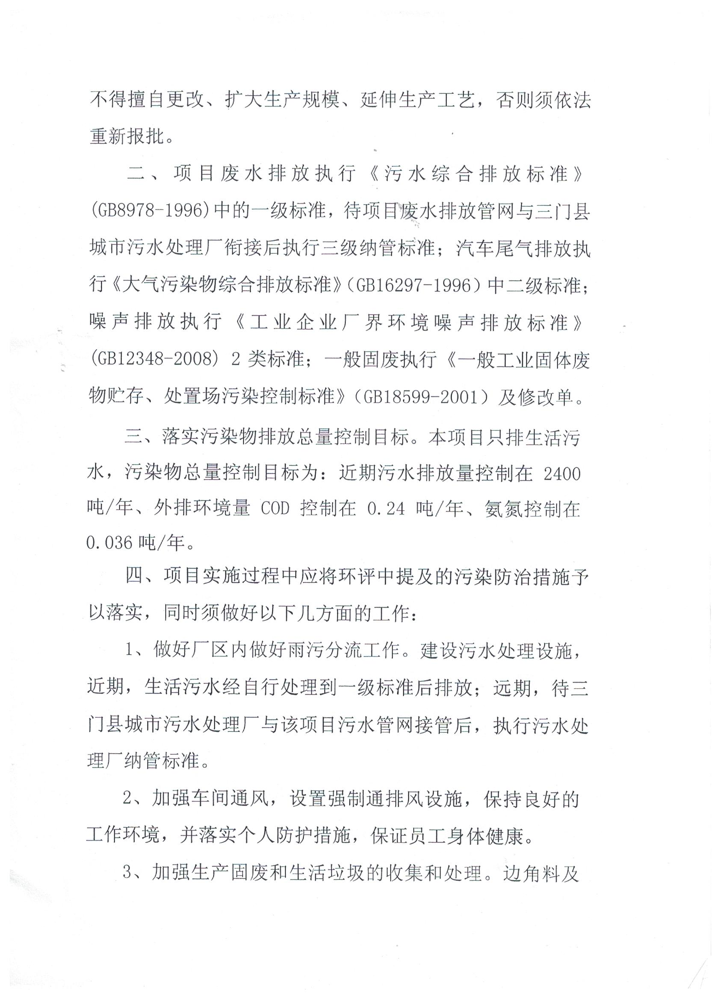 不得擅自更改、扩大生产规模、延伸生产工艺，否则须依法
重新报批。
二、项目废水排放执行《污水综合排放标准》
(GB8978-1996)中的一级标准，待项目废水排放管网与三门县
城市污水处理厂衔接后执行三级纳管标准；汽车尾气排放执
行《大气污染物综合排放标准》（GB16297-1996）中二级标准；
噪声排放执行《工业企业厂界环境噪声排放标准》
(GB12348-2008) 2 类标准；一般固废执行《一般工业固体废
物贮存、处置场污染控制标准》（GB18599-2001）及修改单。
三、落实污染物排放总量控制目标。本项目只排生活污
水，污染物总量控制目标为：近期污水排放量控制在 2400
吨/年、外排环境量 COD 控制在 0.24 吨/年、氨氮控制在
0.036 吨/年。
四、项目实施过程中应将环评中提及的污染防治措施予
以落实，同时须做好以下几方面的工作：
1、做好厂区内做好雨污分流工作。建设污水处理设施，
近期，生活污水经自行处理到一级标准后排放；远期，待三
门县城市污水处理厂与该项目污水管网接管后，执行污水处
理厂纳管标准。
2、加强车间通风，设置强制通排风设施，保持良好的
工作环境，并落实个人防护措施，保证员工身体健康。
3、加强生产固废和生活垃圾的收集和处理。边角料及